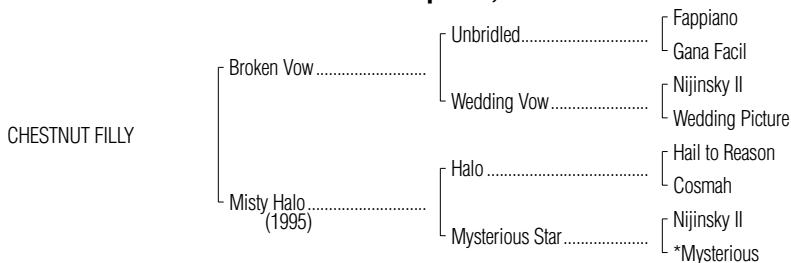 Fappiano
Unbridled
Gana Facil
Broken Vow
Nijinsky II
Wedding Vow
Wedding Picture
CHESTNUT FILLY
Hail to Reason
Halo
Cosmah
Misty Halo
(1995)
Nijinsky II
Mysterious Star
*Mysterious